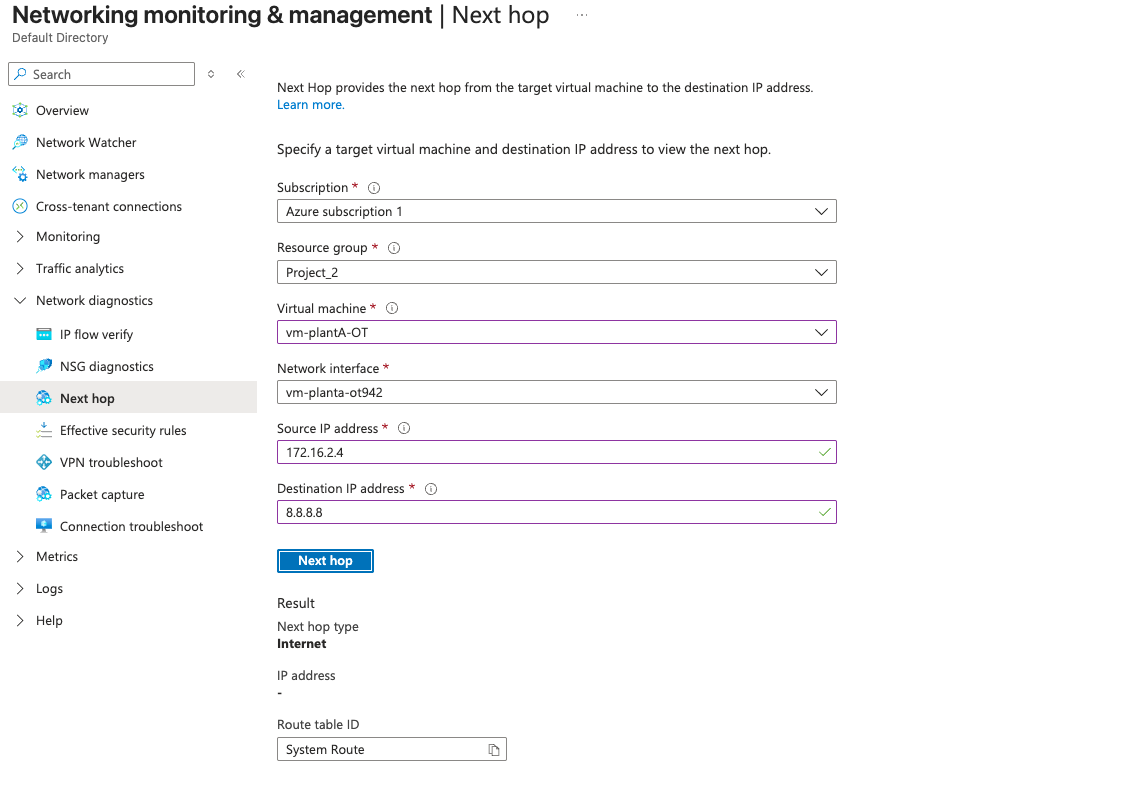 Networking monitoring & management | Next hop ...
Default Directory
Search
Overview
Network Watcher
Network managers
Cross-tenant connections
Monitoring
Traffic analytics
Network diagnostics
IP flow verify
NSG diagnostics
Next hop
Effective security rules
VPN troubleshoot
Packet capture
Connection troubleshoot
Metrics
Logs
Help
Next Hop provides the next hop from the target virtual machine to the destination IP address.
Learn more.
Specify a target virtual machine and destination IP address to view the next hop.
Subscription *
Azure subscription 1
Resource group *
Project_2
Virtual machine *
vm-plantA-OT
Network interface *
vm-planta-ot942
Source IP address *
172.16.2.4
Destination IP address *
8.8.8.8
Next hop
Result
Next hop type
Internet
IP address
-
Route table ID
System Route